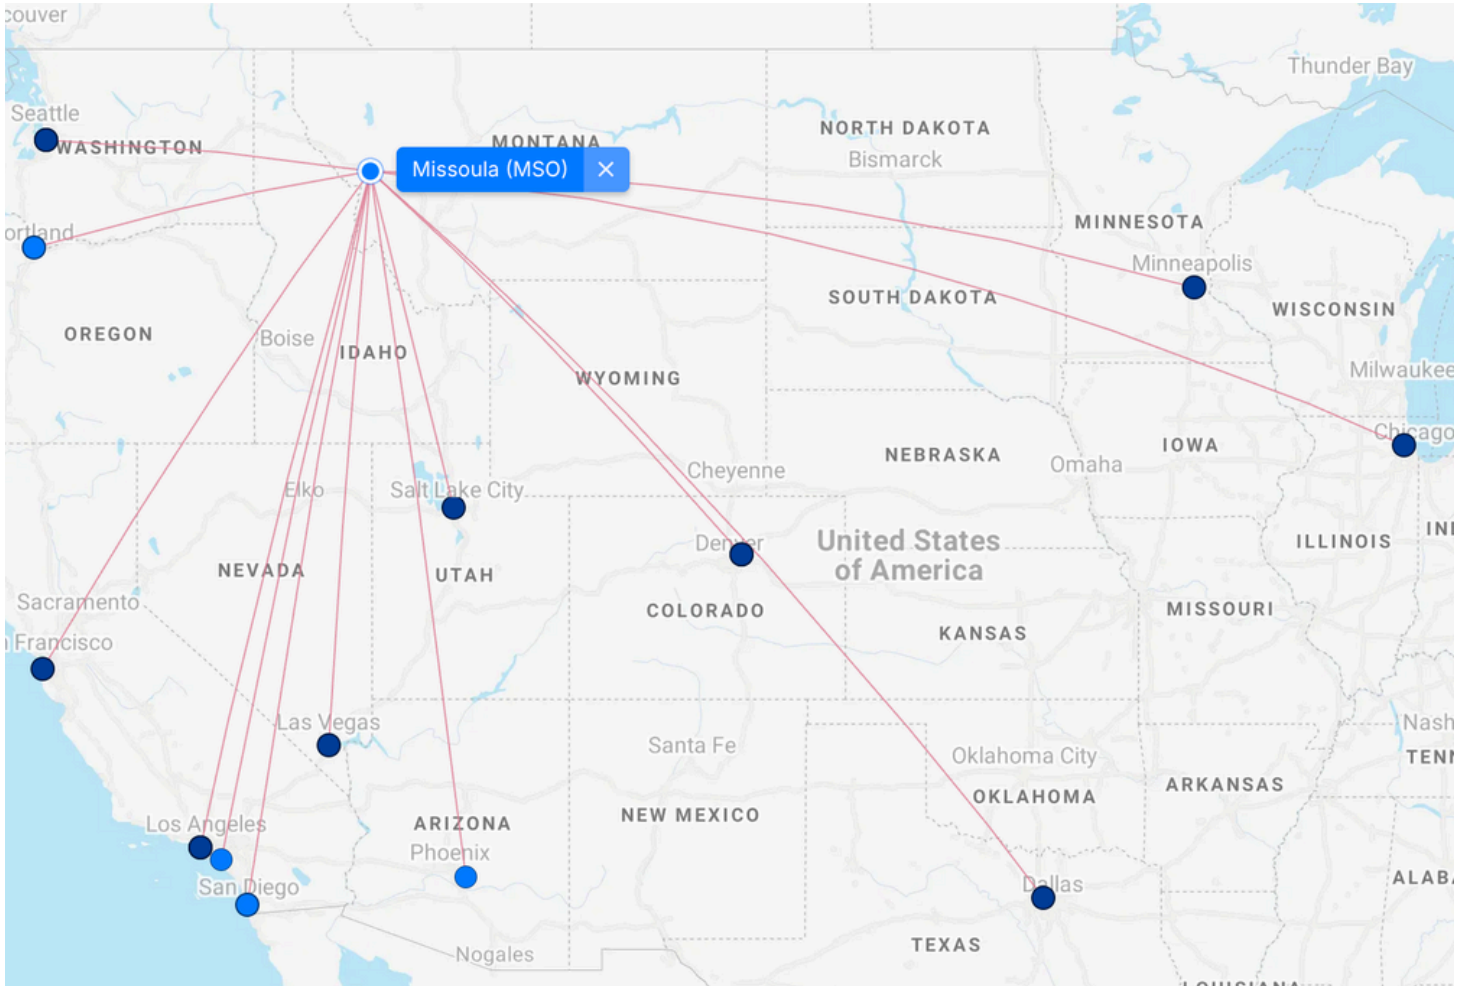 couver
Thunder Bay
Seattle
WASHINGTON
MONTANA
NORTH DAKOTA
Bismarck
Missoula (MSO)
ortland
MINNESOTA
Minneapolis
SOUTH DAKOTA
WISCONSIN
OREGON
Boise
IDAHO
WYOMING
Milwaukee
Chicago
IOWA
NEBRASKA
Omaha
Cheyenne
Elko
Salt Lake City
Denver
United States
of America
ILLINOIS
INI
NEVADA
UTAH
Sacramento
COLORADO
KANSAS
MISSOURI
Francisco
Las Vegas
Santa Fe
Oklahoma City
Nash
TENN
ARKANSAS
OKLAHOMA
Los Angeles
ARIZONA
NEW MEXICO
Phoenix
San Diego
Dallas
ALABA
Nogales
TEXAS
LOUISIANA